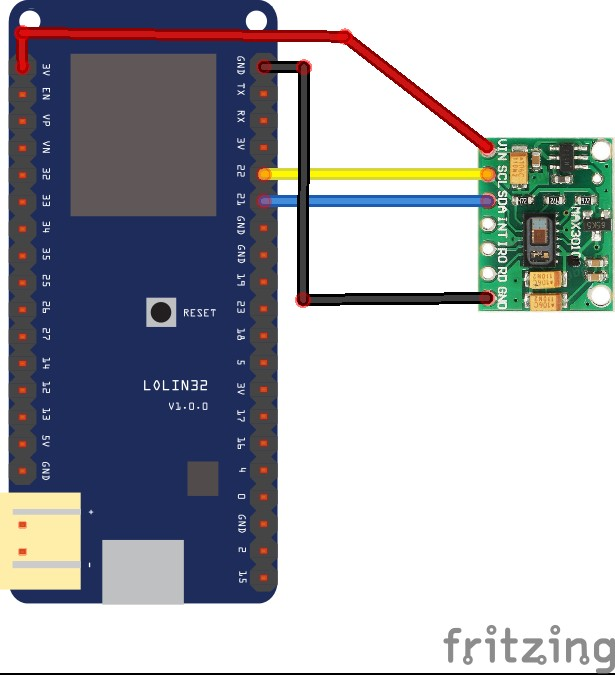 3V
EN
VP
VN
32
33
34
35
25
26
27
14
12
13
5V
GND
GND
TX
RX
3V
22
21
GND
GND
19
23
18
5
3V
17
16
4
0
GND
2
15
RESET
LOLIN32
V1.0.0
+
-
VIN
SCL
SDA
INT
IRD
RD
GND
fritzing